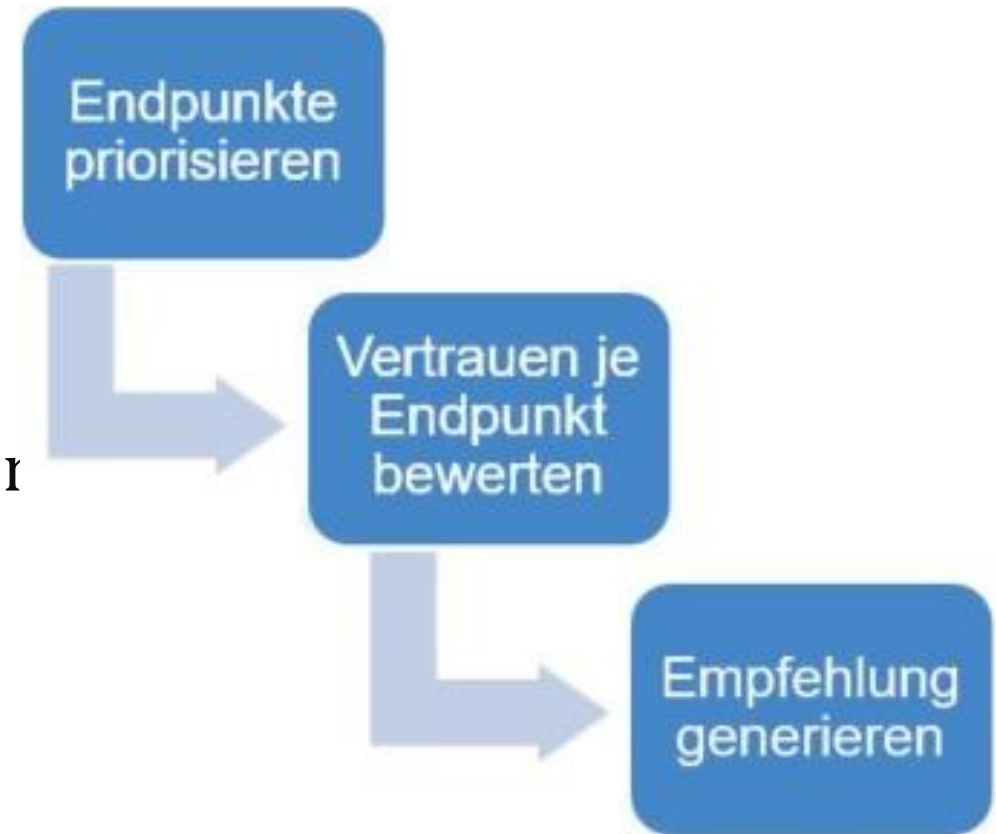 Endpunkte
priorisieren
Vertrauen je
Endpunkt
bewerten
Empfehlung
generieren